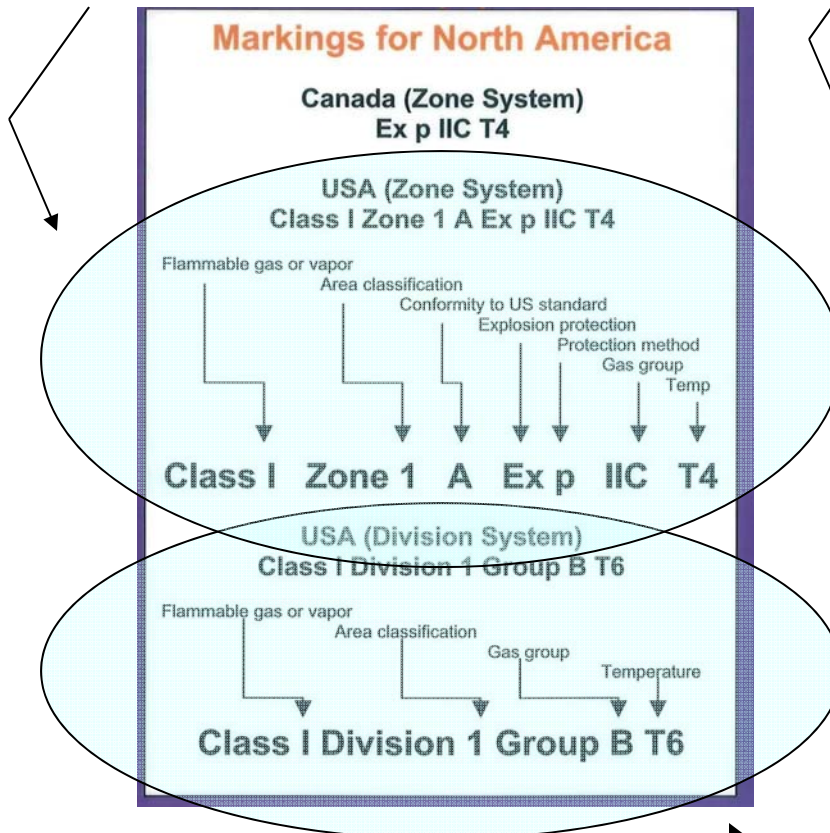 Markings for North America
Canada (Zone System)
Ex p IIC T4
USA (Zone System)
Class I Zone 1 A Ex p IIC T4
Flammable gas or vapor
Area classification
Conformity to US standard
Explosion protection
Protection method
Gas group
Temp
Class I Zone 1 A Ex p IIC T4
USA (Division System)
Class I Division 1 Group B T6
Flammable gas or vapor
Area classification
Gas group
Temperature
Class I Division 1 Group B T6